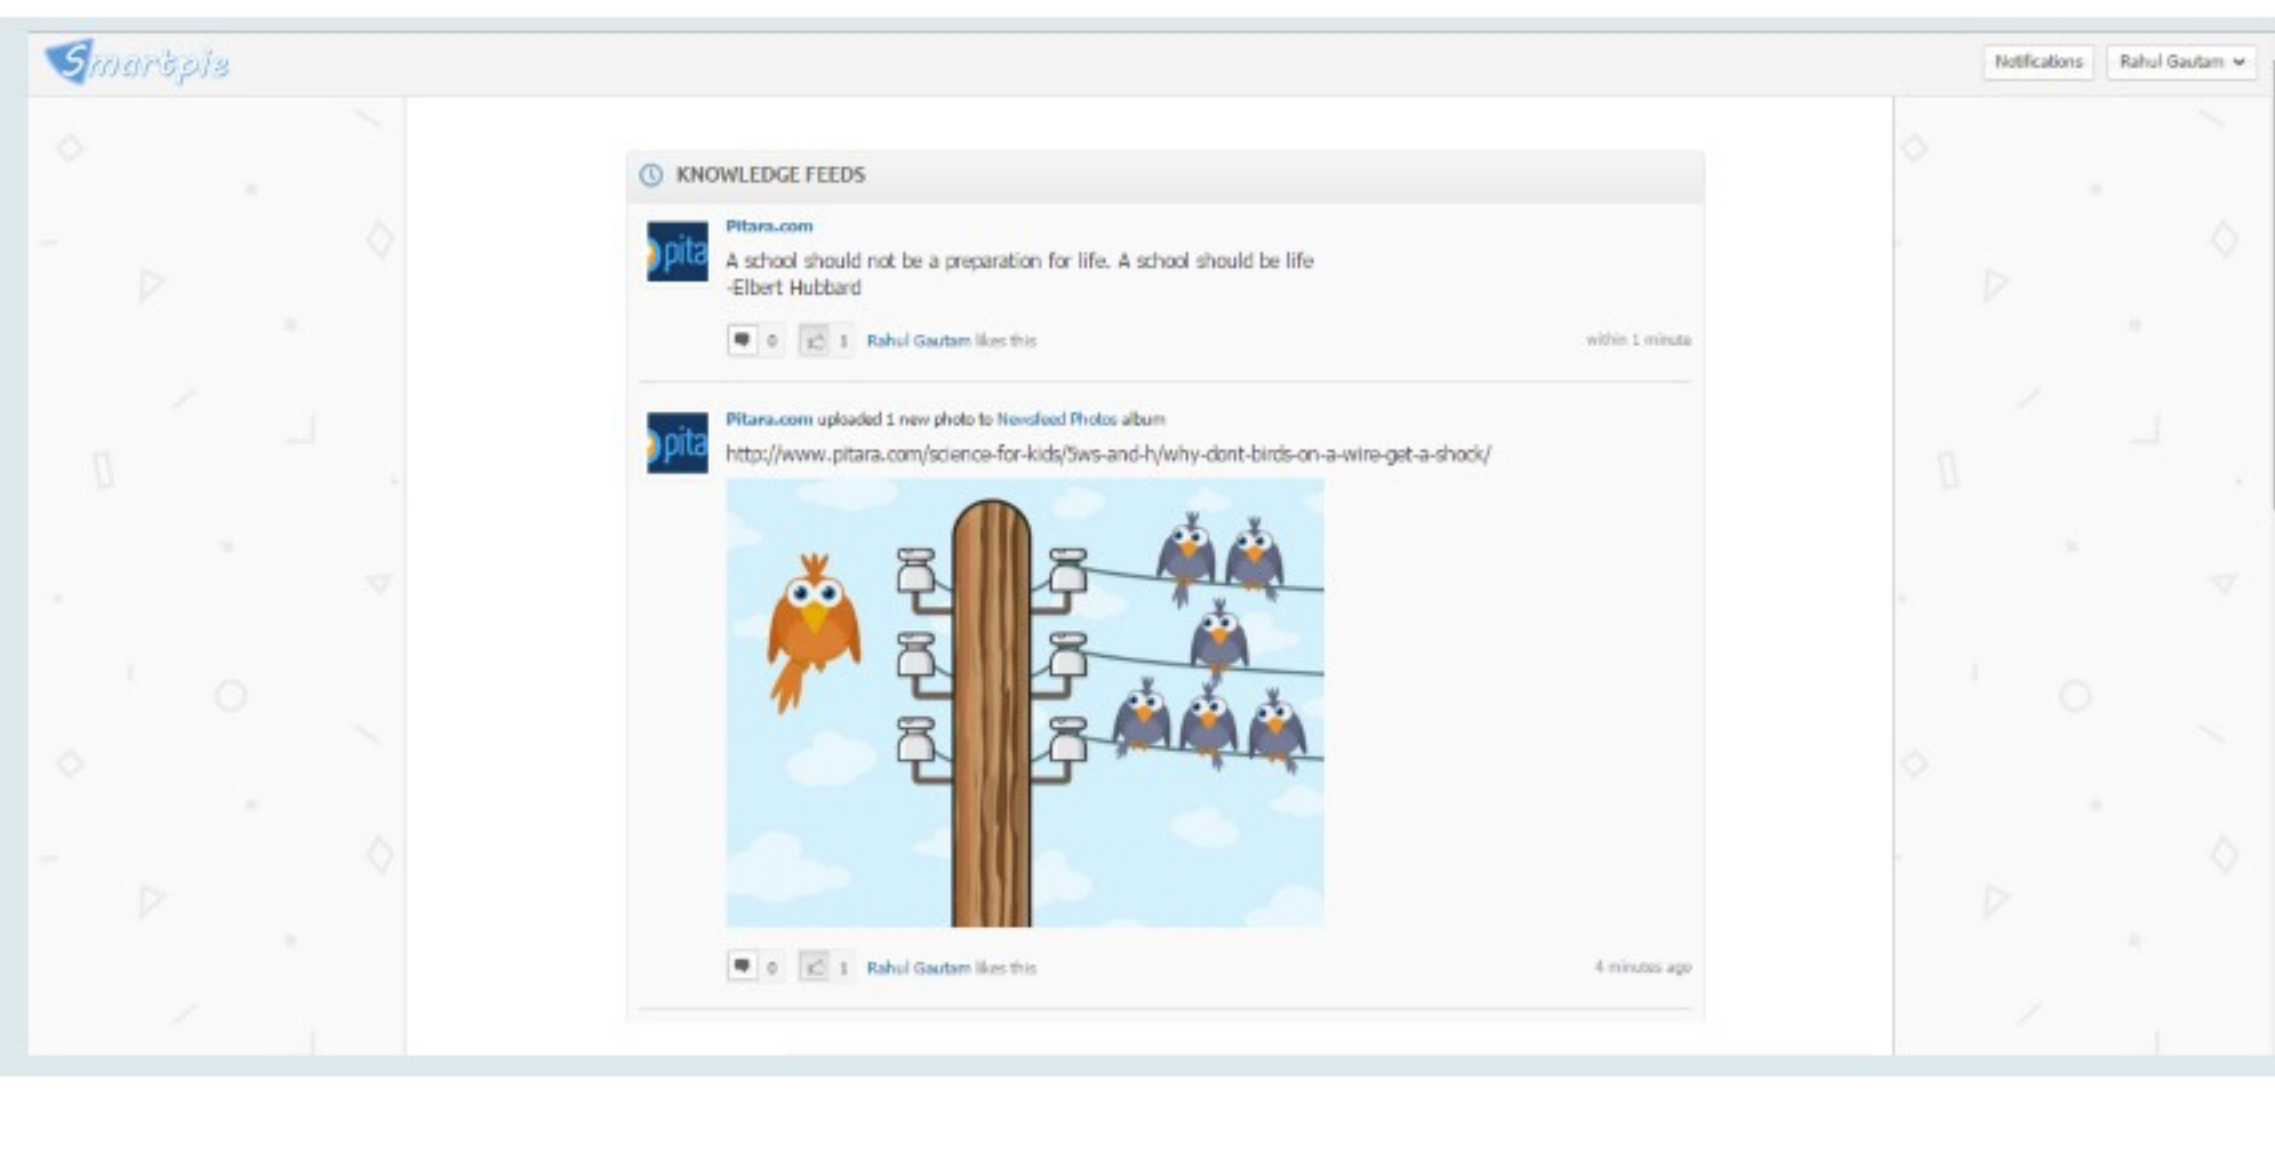 Smartpie
Notifications
Rahul Gautam
KNOWLEDGE FEEDS
pita
Pitara.com
A school should not be a preparation for life. A school should be life
-Elbert Hubbard
0 1 Rahul Gautam likes this
within 1 minute
pita
Pitara.com uploaded 1 new photo to Newsfeed Photos album
http://www.pitara.com/science-for-kids/5ws-and-h/why-dont-birds-on-a-wire-get-a-shock/
0 1 Rahul Gautam likes this
4 minutes ago